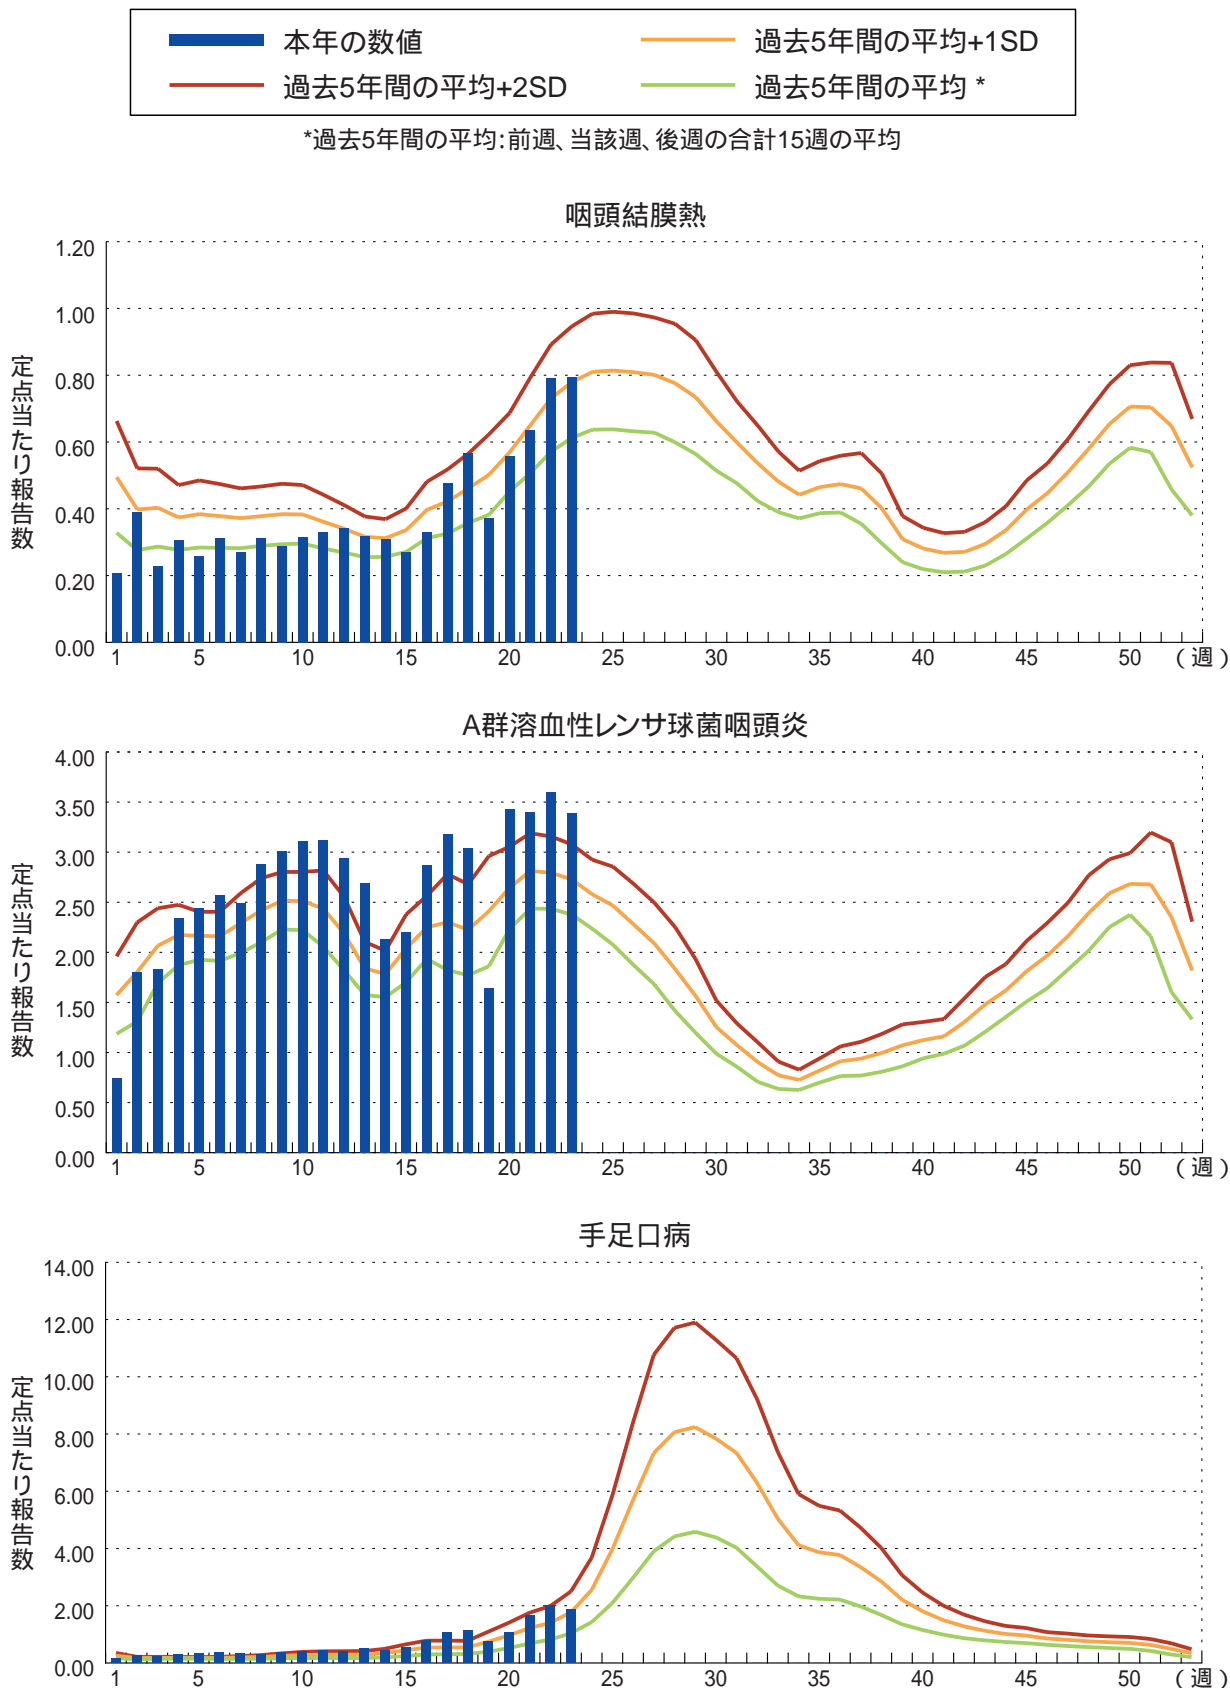 本年の数値
過去5年間の平均+1SD
過去5年間の平均+2SD
過去5年間の平均 *
*過去5年間の平均:前週、当該週、後週の合計15週の平均
咽頭結膜熱
定点当たり報告数
1.20
1.00
0.80
0.60
0.40
0.20
0.00
1 5 10 15 20 25 30 35 40 45 50 (週)
A群溶血性レンサ球菌咽頭炎
定点当たり報告数
4.00
3.50
3.00
2.50
2.00
1.50
1.00
0.50
0.00
1 5 10 15 20 25 30 35 40 45 50 (週)
手足口病
定点当たり報告数
14.00
12.00
10.00
8.00
6.00
4.00
2.00
0.00
1 5 10 15 20 25 30 35 40 45 50 (週)